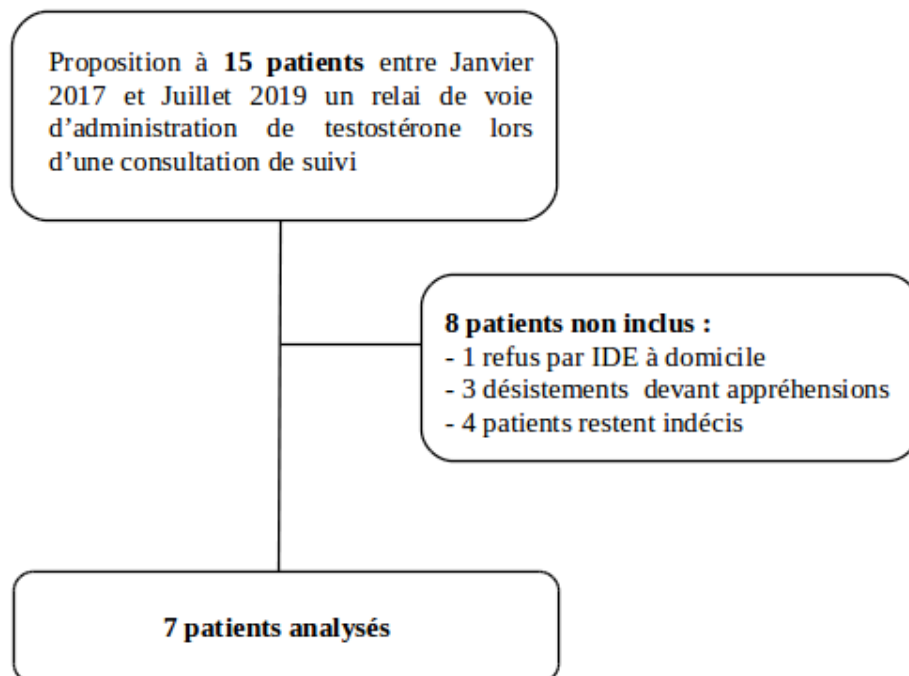 Proposition à 15 patients entre Janvier
2017 et Juillet 2019 un relai de voie
d’administration de testostérone lors
d’une consultation de suivi
8 patients non inclus :
- 1 refus par IDE à domicile
- 3 désistements devant appréhensions
- 4 patients restent indécis
7 patients analysés